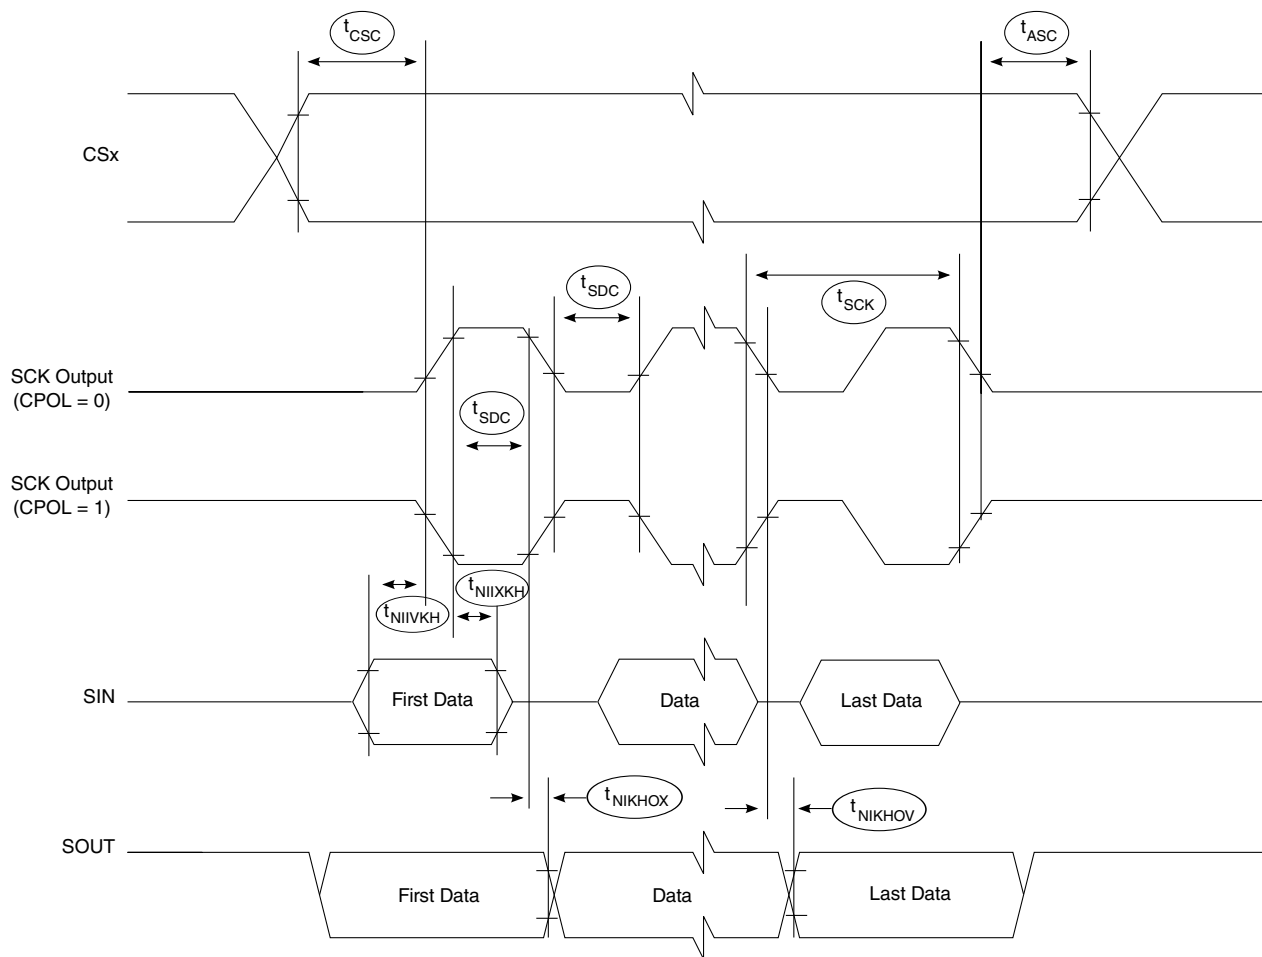 tCSC
tASC
CSx
tSDC
tSCK
SCK Output
(CPOL = 0)
tSDC
SCK Output
(CPOL = 1)
tNIIXKH
tNIIVKH
SIN
First Data
Data
Last Data
tNIKHOX
tNIKHOV
SOUT
First Data
Data
Last Data